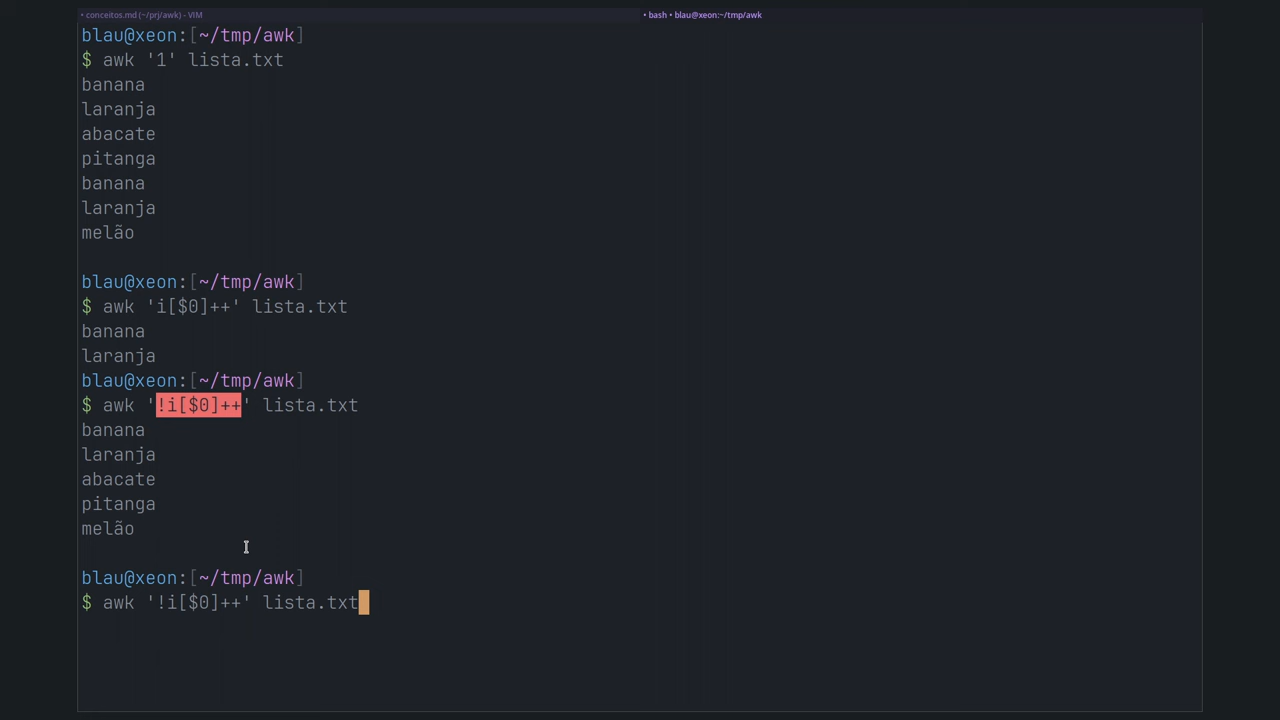 • conceitos.md (~/prj/awk) - VIM
• bash • blau@xeon:~/tmp/awk
blau@xeon:[~/tmp/awk]
$ awk '1' lista.txt
banana
laranja
abacate
pitanga
banana
laranja
melão
blau@xeon:[~/tmp/awk]
$ awk 'i[$0]++' lista.txt
banana
laranja
blau@xeon:[~/tmp/awk]
$ awk '!i[$0]++' lista.txt
banana
laranja
abacate
pitanga
melão
blau@xeon:[~/tmp/awk]
$ awk '!i[$0]++' lista.txt